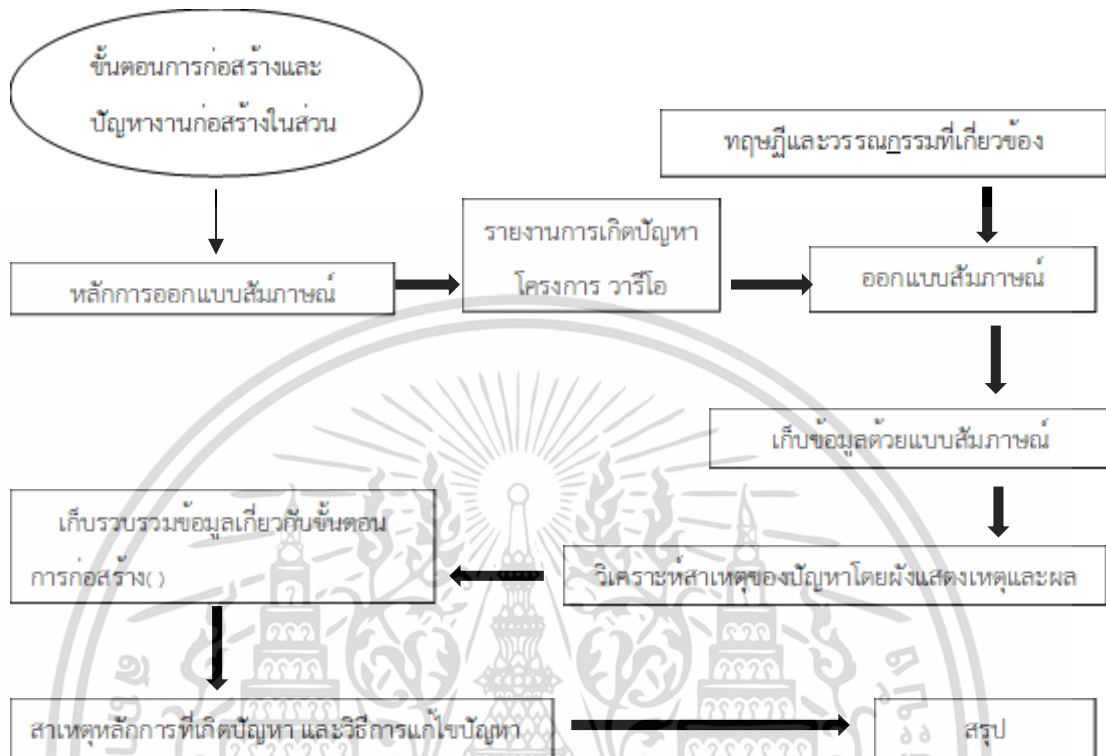 ขั้นตอนการก่อสร้างและ
ปัญหางานก่อสร้างในส่วน
ทฤษฎีและวรรณกรรมที่เกี่ยวข้อง
หลักการออกแบบสัมภาษณ์
รายงานการเกิดปัญหา
โครงการ วารีโอ
ออกแบบสัมภาษณ์
เก็บข้อมูลด้วยแบบสัมภาษณ์
วิเคราะห์สาเหตุของปัญหาโดยผังแสดงเหตุและผล
เก็บรวบรวมข้อมูลเกี่ยวกับขั้นตอน
การก่อสร้าง( )
สาเหตุหลักการที่เกิดปัญหา และวิธีการแก้ไขปัญหา
สรุป